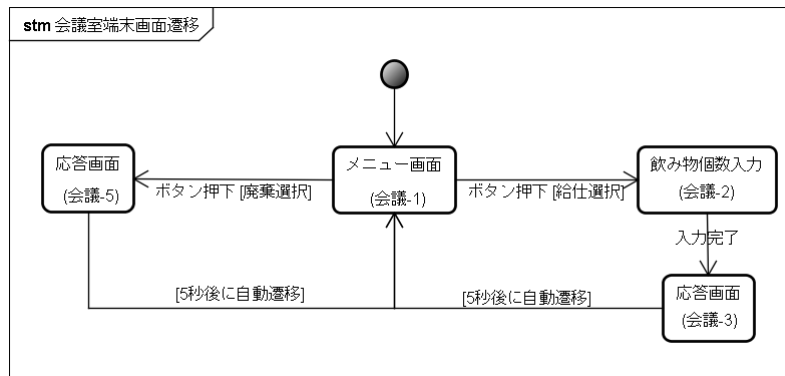 stm 会議室端末画面遷移
応答画面
(会議-5)
ボタン押下 [廃棄選択]
メニュー画面
(会議-1)
ボタン押下 [給仕選択]
飲み物個数入力
(会議-2)
入力完了
[5秒後に自動遷移]
[5秒後に自動遷移]
応答画面
(会議-3)